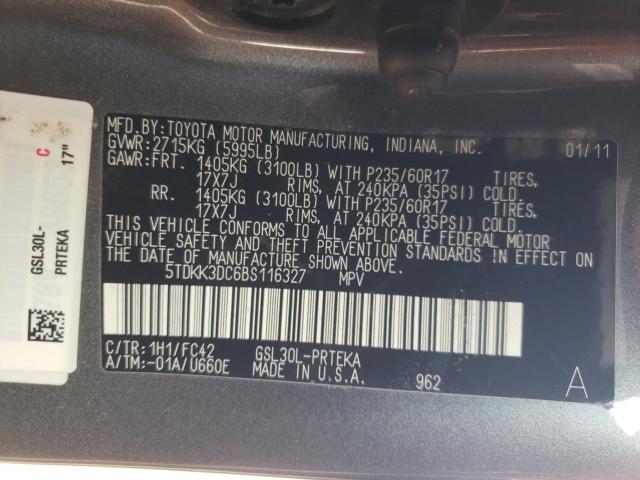 MFD.BY:TOYOTA MOTOR MANUFACTURING, INDIANA, INC. 01/11
GVWR:2715KG (5995LB)
GAWR:FRT. 1405KG (3100LB) WITH P235/60R17 TIRES,
17X7J RIMS, AT 240KPA (35PSI) COLD.
RR. 1405KG (3100LB) WITH P235/60R17 TIRES,
17X7J RIMS, AT 240KPA (35PSI) COLD.
THIS VEHICLE CONFORMS TO ALL APPLICABLE FEDERAL MOTOR
VEHICLE SAFETY AND THEFT PREVENTION STANDARDS IN EFFECT ON
THE DATE OF MANUFACTURE SHOWN ABOVE.
5TDKK3DC6BS116327 MPV
C/TR:1H1/FC42 GSL30L-PRTEKA
A/TM:-01A/U660E MADE IN U.S.A. 962 A
GSL30L-
PRTEKA 17" C